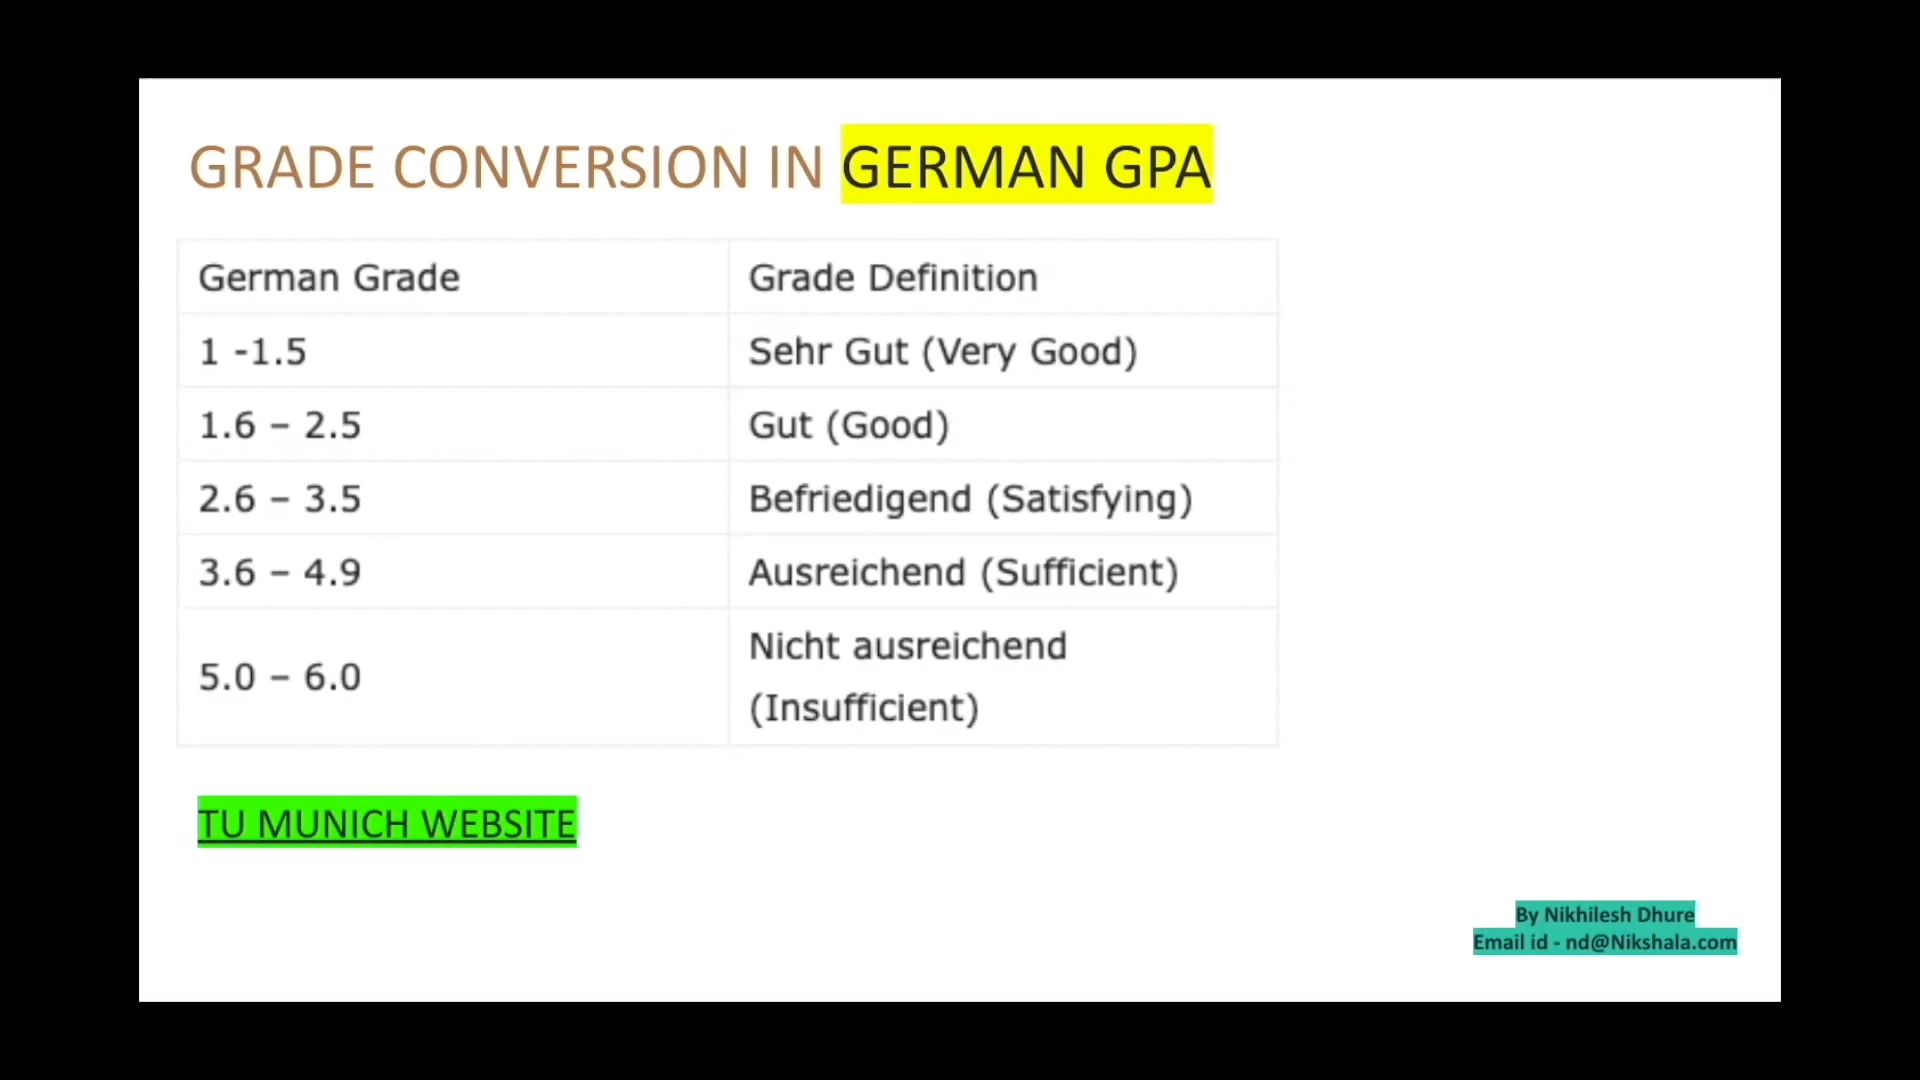 GRADE CONVERSION IN GERMAN GPA
German Grade Grade Definition
1 -1.5 Sehr Gut (Very Good)
1.6 – 2.5 Gut (Good)
2.6 – 3.5 Befriedigend (Satisfying)
3.6 – 4.9 Ausreichend (Sufficient)
5.0 – 6.0 Nicht ausreichend
(Insufficient)
TU MUNICH WEBSITE
By Nikhilesh Dhure
Email id - nd@Nikshala.com